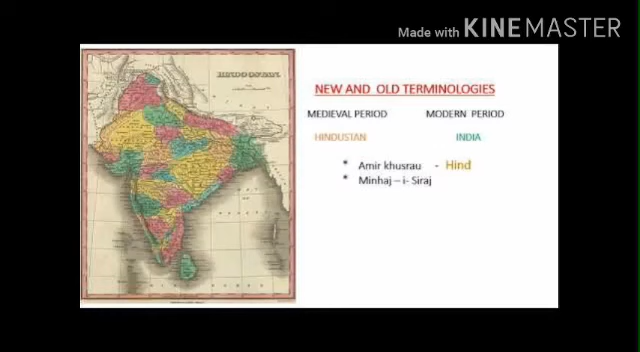 Made with KINEMASTER
HINDOOSTAN
NEW AND OLD TERMINOLOGIES
MEDIEVAL PERIOD MODERN PERIOD
HINDUSTAN INDIA
* Amir khusrau - Hind
* Minhaj – i- Siraj